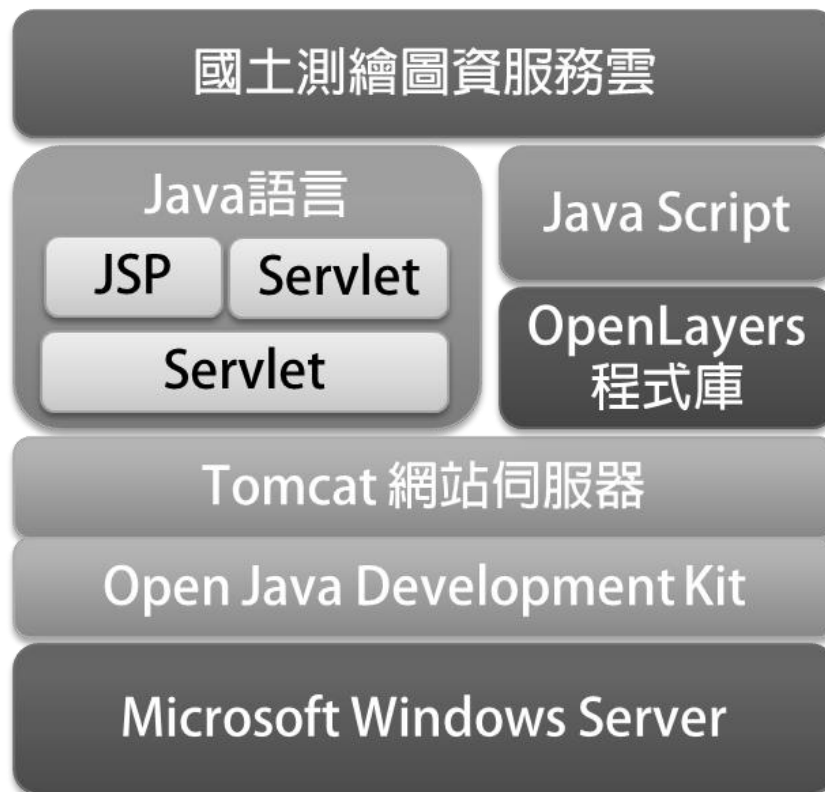 國土測繪圖資服務雲
Java語言
JSP
Servlet
Servlet
Java Script
OpenLayers
程式庫
Tomcat 網站伺服器
Open Java Development Kit
Microsoft Windows Server